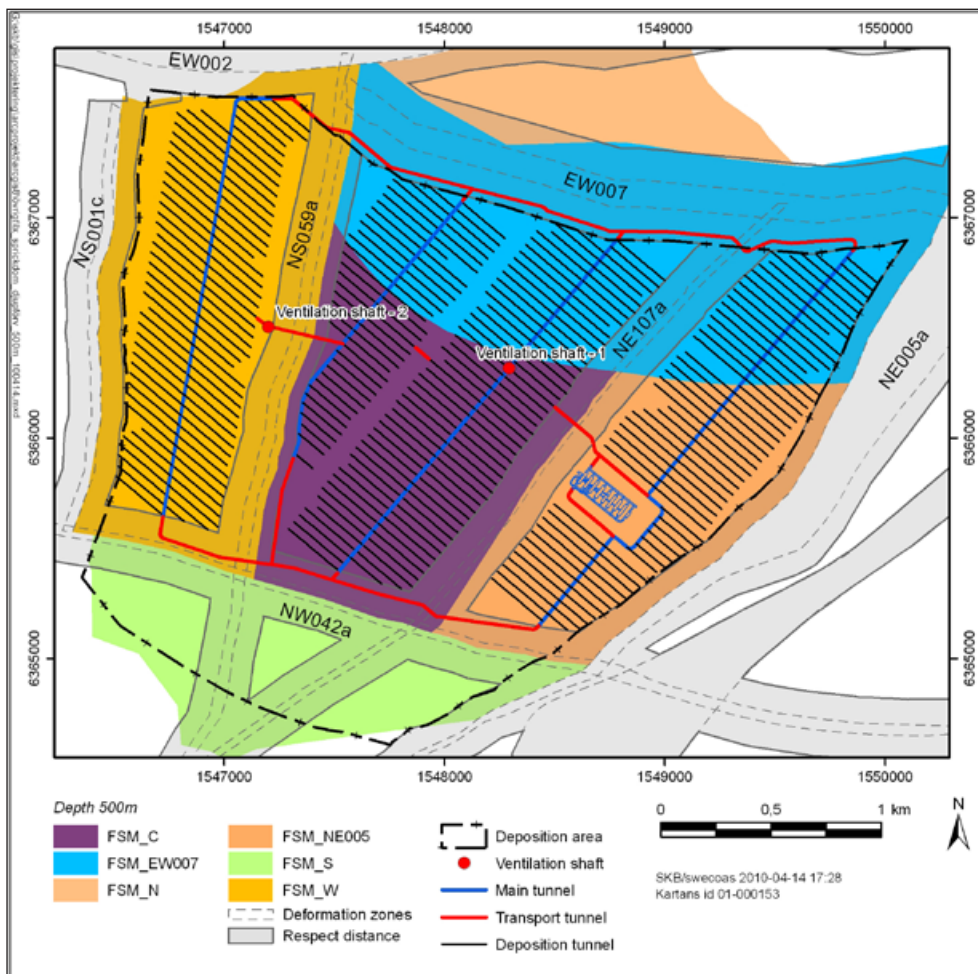 1547000 1548000 1549000 1550000
EW002
EW007
NS001c
NS059a
6367000 6367000
Ventilation shaft - 2
Ventilation shaft - 1
NE107a
NE005a
6366000 6366000
NW042a
6365000 6365000
1547000 1548000 1549000 1550000
Depth 500m
FSM_C
FSM_EW007
FSM_N
FSM_NE005
FSM_S
FSM_W
Deformation zones
Respect distance
Deposition area
Ventilation shaft
Main tunnel
Transport tunnel
Deposition tunnel
0 0,5 1 km
N
SKB/swecoas 2010-04-14 17:28
Kartans id 01-000153